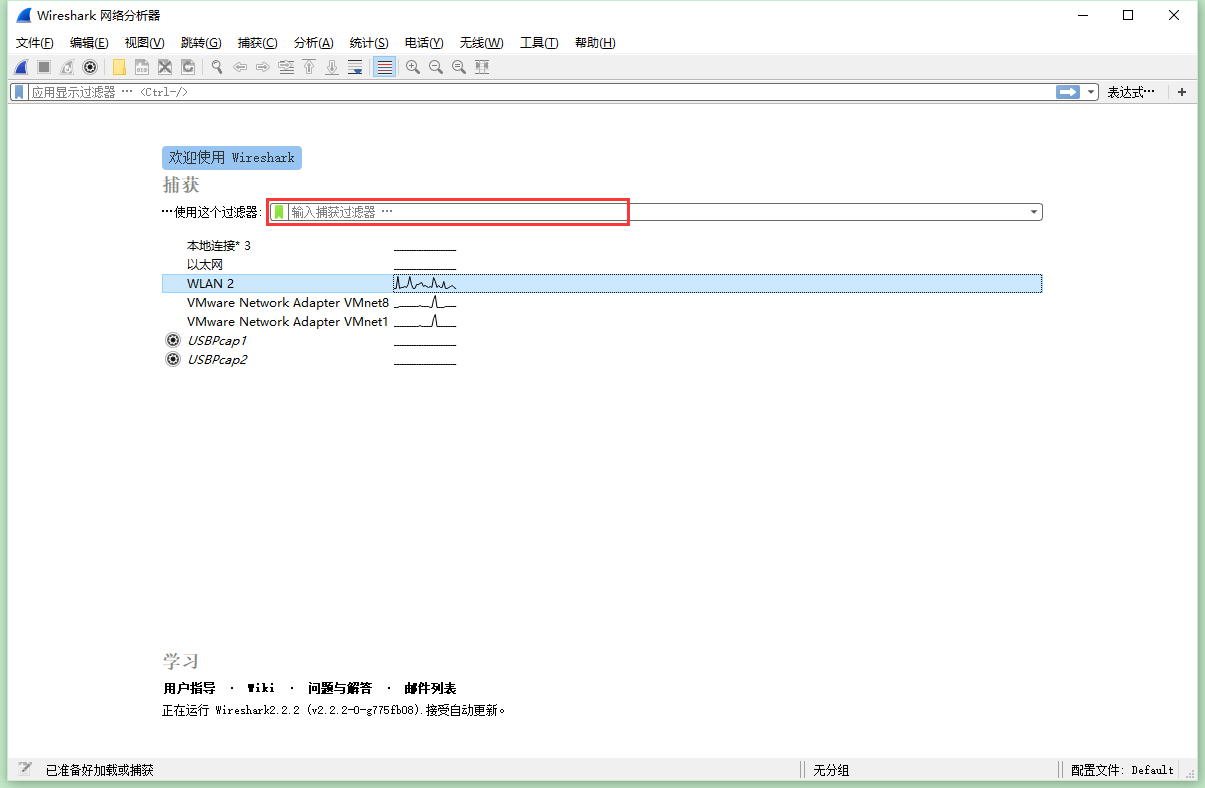 Wireshark 网络分析器
文件(F) 编辑(E) 视图(V) 跳转(G) 捕获(C) 分析(A) 统计(S) 电话(Y) 无线(W) 工具(T) 帮助(H)
应用显示过滤器 … <Ctrl-/> 表达式… +
欢迎使用 Wireshark
捕获
…使用这个过滤器: 输入捕获过滤器 …
本地连接* 3
以太网
WLAN 2
VMware Network Adapter VMnet8
VMware Network Adapter VMnet1
USBPcap1
USBPcap2
学习
用户指导 · Wiki · 问题与解答 · 邮件列表
正在运行 Wireshark2.2.2 (v2.2.2-0-g775fb08).接受自动更新。
已准备好加载或捕获 无分组 配置文件: Default